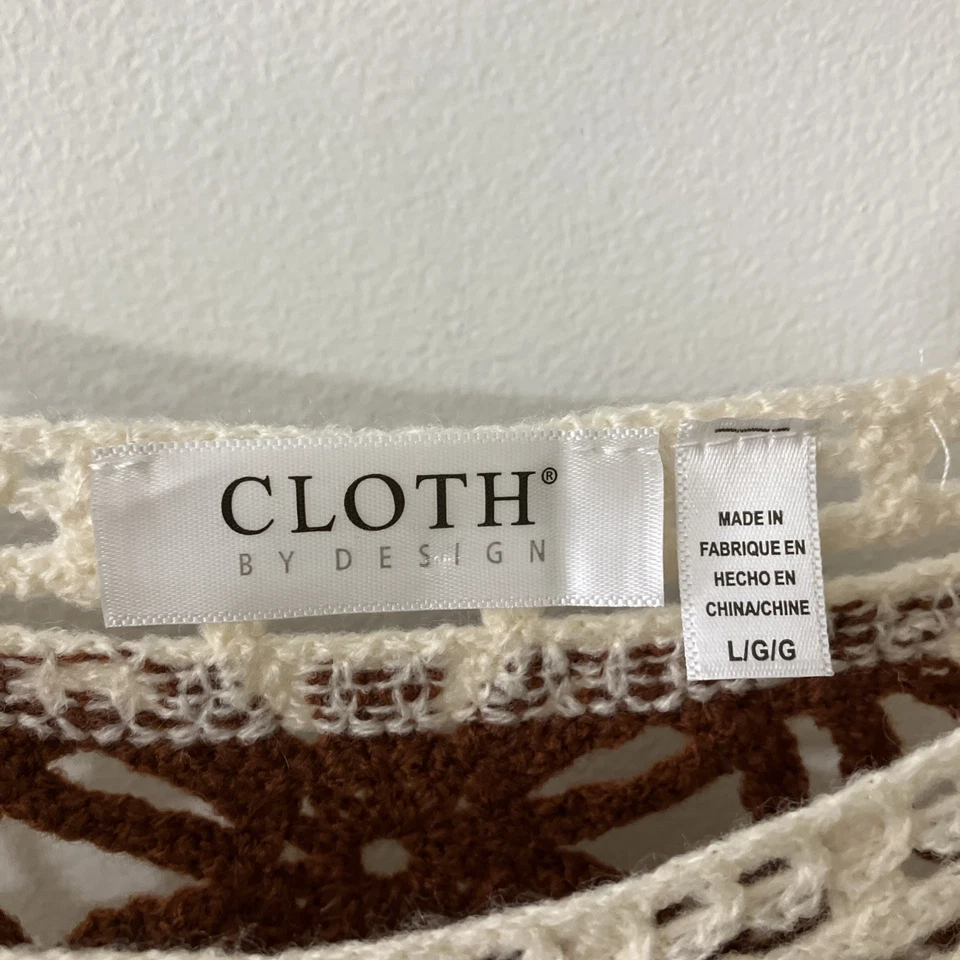 CLOTH®
BY DESIGN
MADE IN
FABRIQUE EN
HECHO EN
CHINA/CHINE
L/G/G